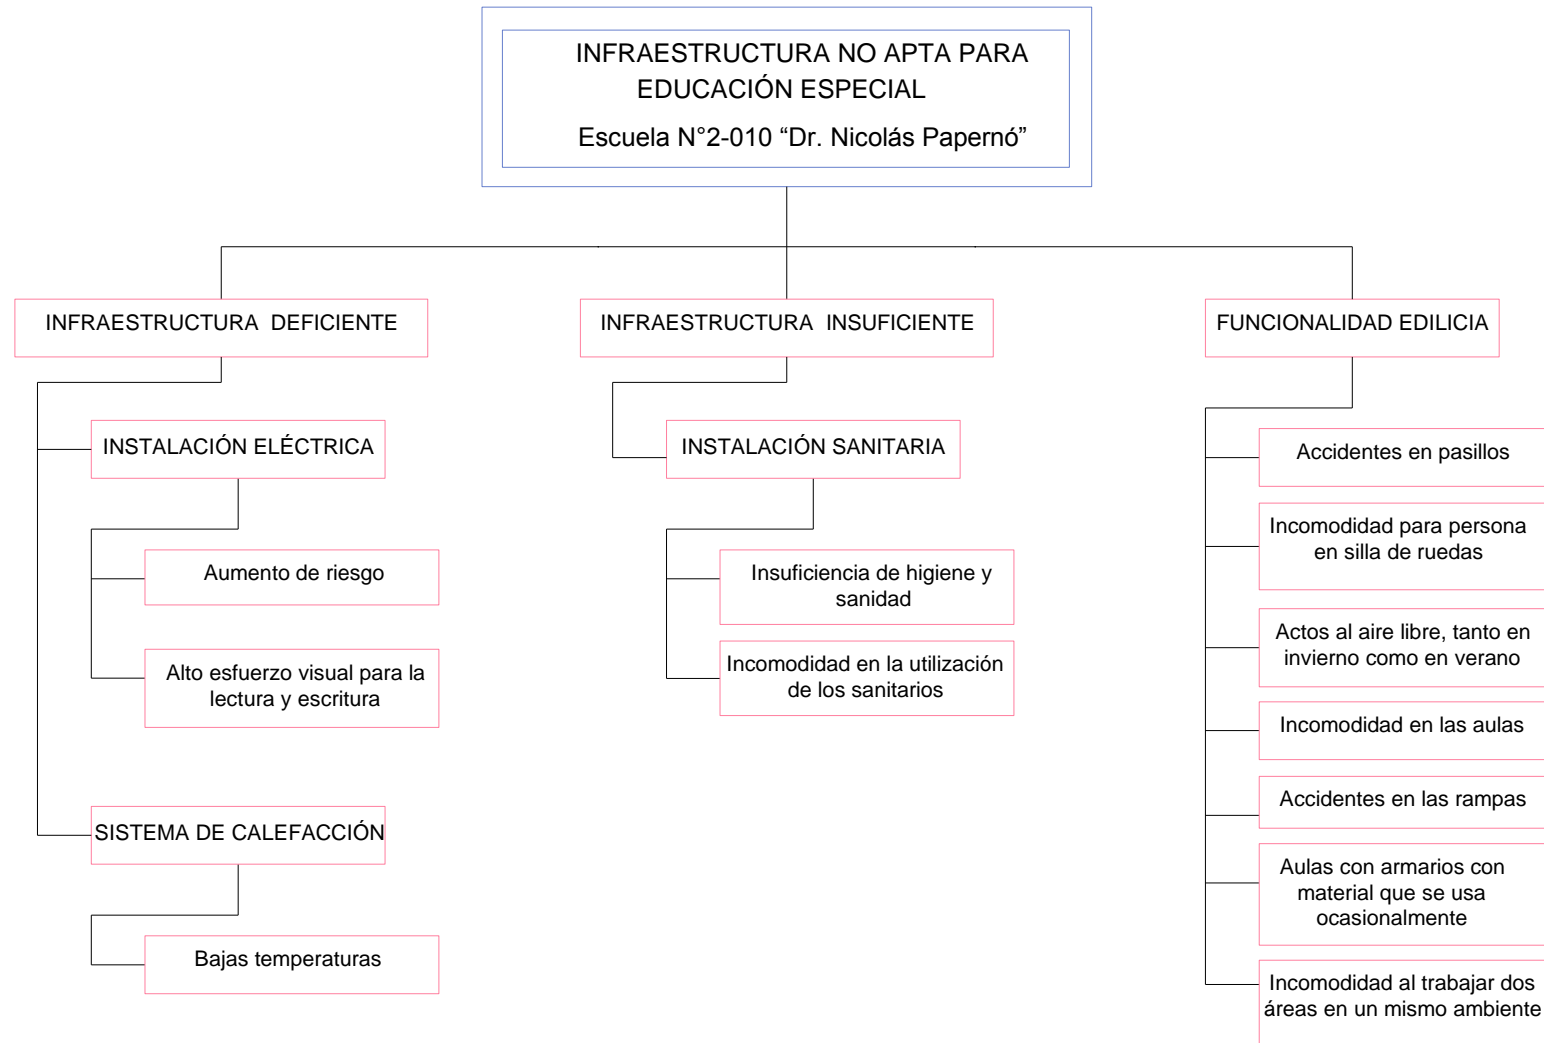 INFRAESTRUCTURA NO APTA PARA
EDUCACIÓN ESPECIAL
Escuela N°2-010 “Dr. Nicolás Papernó”
INFRAESTRUCTURA DEFICIENTE
INSTALACIÓN ELÉCTRICA
Aumento de riesgo
Alto esfuerzo visual para la
lectura y escritura
SISTEMA DE CALEFACCIÓN
Bajas temperaturas
INFRAESTRUCTURA INSUFICIENTE
INSTALACIÓN SANITARIA
Insuficiencia de higiene y
sanidad
Incomodidad en la utilización
de los sanitarios
FUNCIONALIDAD EDILICIA
Accidentes en pasillos
Incomodidad para persona
en silla de ruedas
Actos al aire libre, tanto en
invierno como en verano
Incomodidad en las aulas
Accidentes en las rampas
Aulas con armarios con
material que se usa
ocasionalmente
Incomodidad al trabajar dos
áreas en un mismo ambiente